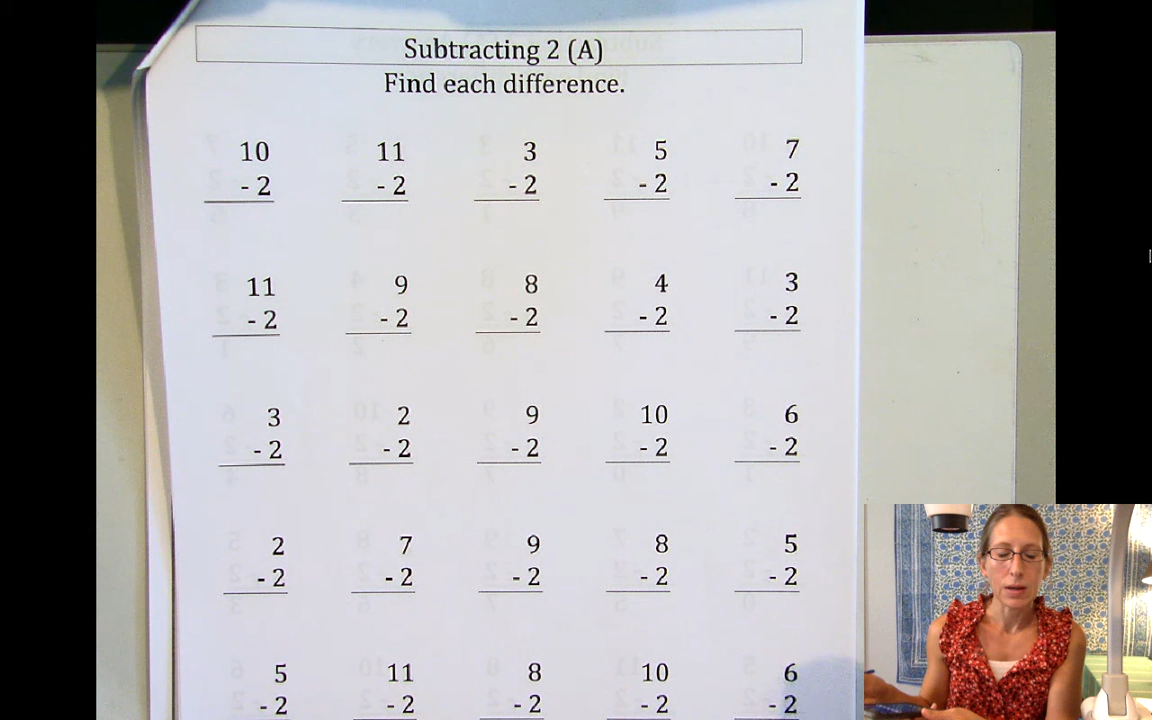 Subtracting 2 (A)
Find each difference.
10 11 3 5 7
- 2 - 2 - 2 - 2 - 2
11 9 8 4 3
- 2 - 2 - 2 - 2 - 2
3 2 9 10 6
- 2 - 2 - 2 - 2 - 2
2 7 9 8 5
- 2 - 2 - 2 - 2 - 2
5 11 8 10 6
- 2 - 2 - 2 - 2 - 2